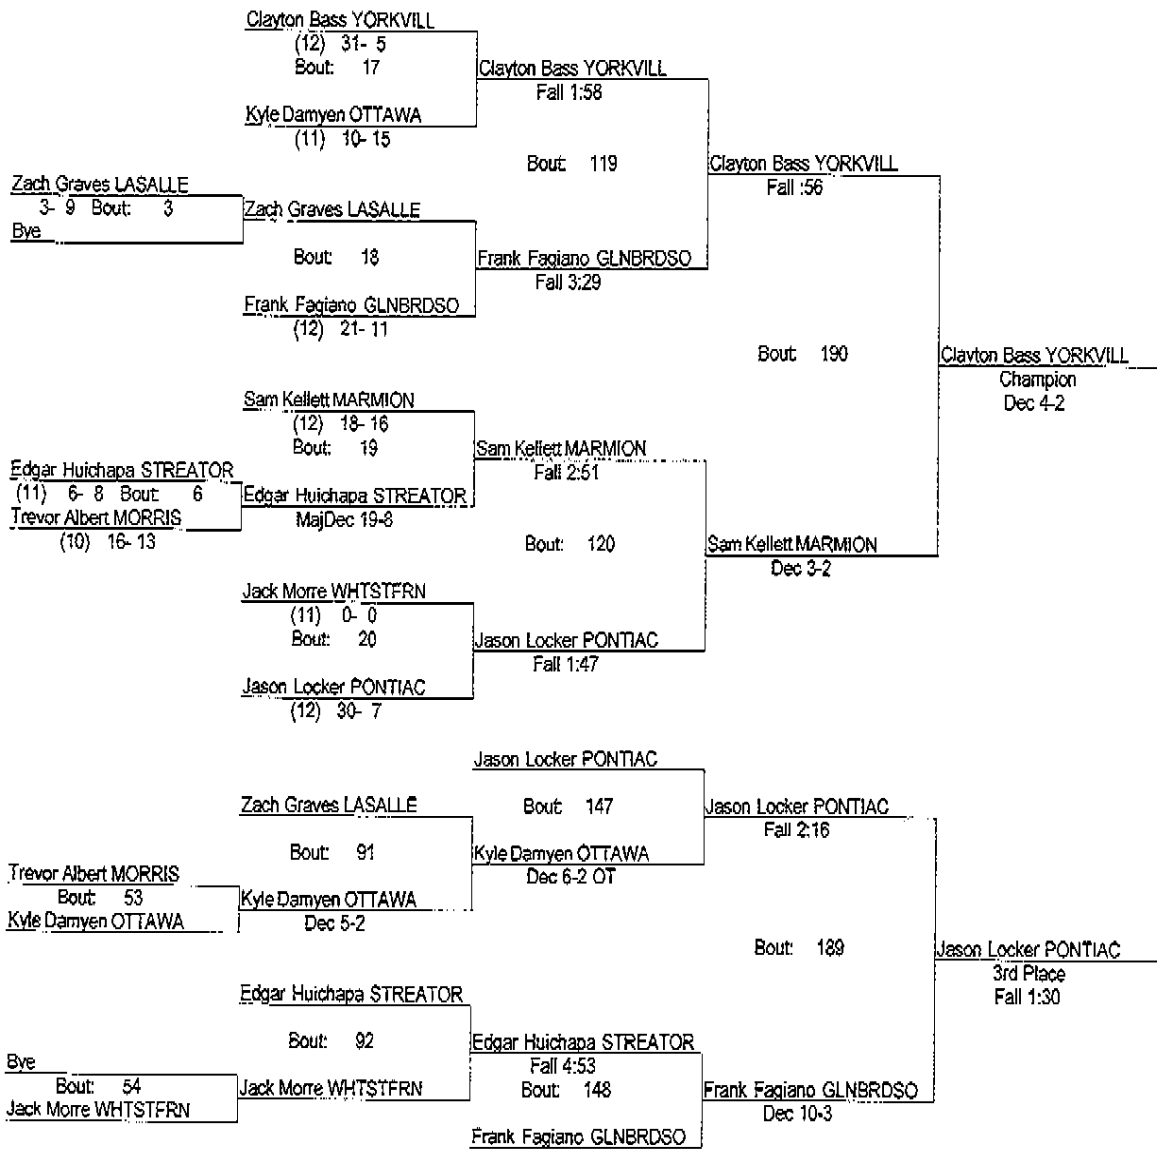 Clayton Bass YORKVILL
(12) 31- 5
Bout: 17
Clayton Bass YORKVILL
Fall 1:58
Kyle Damyen OTTAWA
(11) 10- 15
Bout: 119
Clayton Bass YORKVILL
Fall :56
Zach Graves LASALLE
3- 9 Bout: 3
Bye
Zach Graves LASALLE
Bout: 18
Frank Fagiano GLNBRDSO
Fall 3:29
Frank Fagiano GLNBRDSO
(12) 21- 11
Bout: 190
Clayton Bass YORKVILL
Champion
Dec 4-2
Sam Kellett MARMION
(12) 18- 16
Bout: 19
Sam Kellett MARMION
Fall 2:51
Edgar Huichapa STREATOR
(11) 6- 8 Bout: 6
Trevor Albert MORRIS
(10) 16- 13
Edgar Huichapa STREATOR
MajDec 19-8
Bout: 120
Sam Kellett MARMION
Dec 3-2
Jack Morre WHTSTFRN
(11) 0- 0
Bout: 20
Jason Locker PONTIAC
Fall 1:47
Jason Locker PONTIAC
(12) 30- 7
Jason Locker PONTIAC
Bout: 147
Jason Locker PONTIAC
Fall 2:16
Zach Graves LASALLE
Bout: 91
Kyle Damyen OTTAWA
Dec 6-2 OT
Trevor Albert MORRIS
Bout: 53
Kyle Damyen OTTAWA
Kyle Damyen OTTAWA
Dec 5-2
Bout: 189
Jason Locker PONTIAC
3rd Place
Fall 1:30
Edgar Huichapa STREATOR
Bout: 92
Edgar Huichapa STREATOR
Fall 4:53
Bout: 148
Bye
Bout: 54
Jack Morre WHTSTFRN
Jack Morre WHTSTFRN
Frank Fagiano GLNBRDSO
Dec 10-3
Frank Fagiano GLNBRDSO